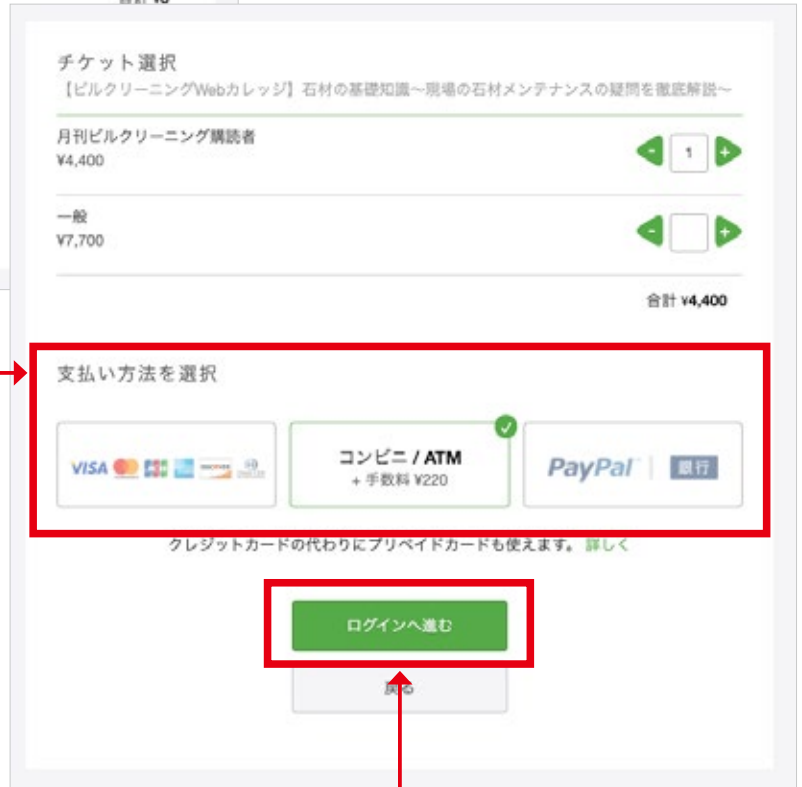 合計 ¥0
チケット選択
【ビルクリーニングWebカレッジ】石材の基礎知識～現場の石材メンテナンスの疑問を徹底解説～
月刊ビルクリーニング購読者
¥4,400
- 1 +
一般
¥7,700
- +
合計 ¥4,400
支払い方法を選択
VISA
JCB
DISCOVER
コンビニ / ATM
+ 手数料 ¥220
PayPal
銀行
クレジットカードの代わりにプリペイドカードも使えます。 詳しく
ログインへ進む
戻る